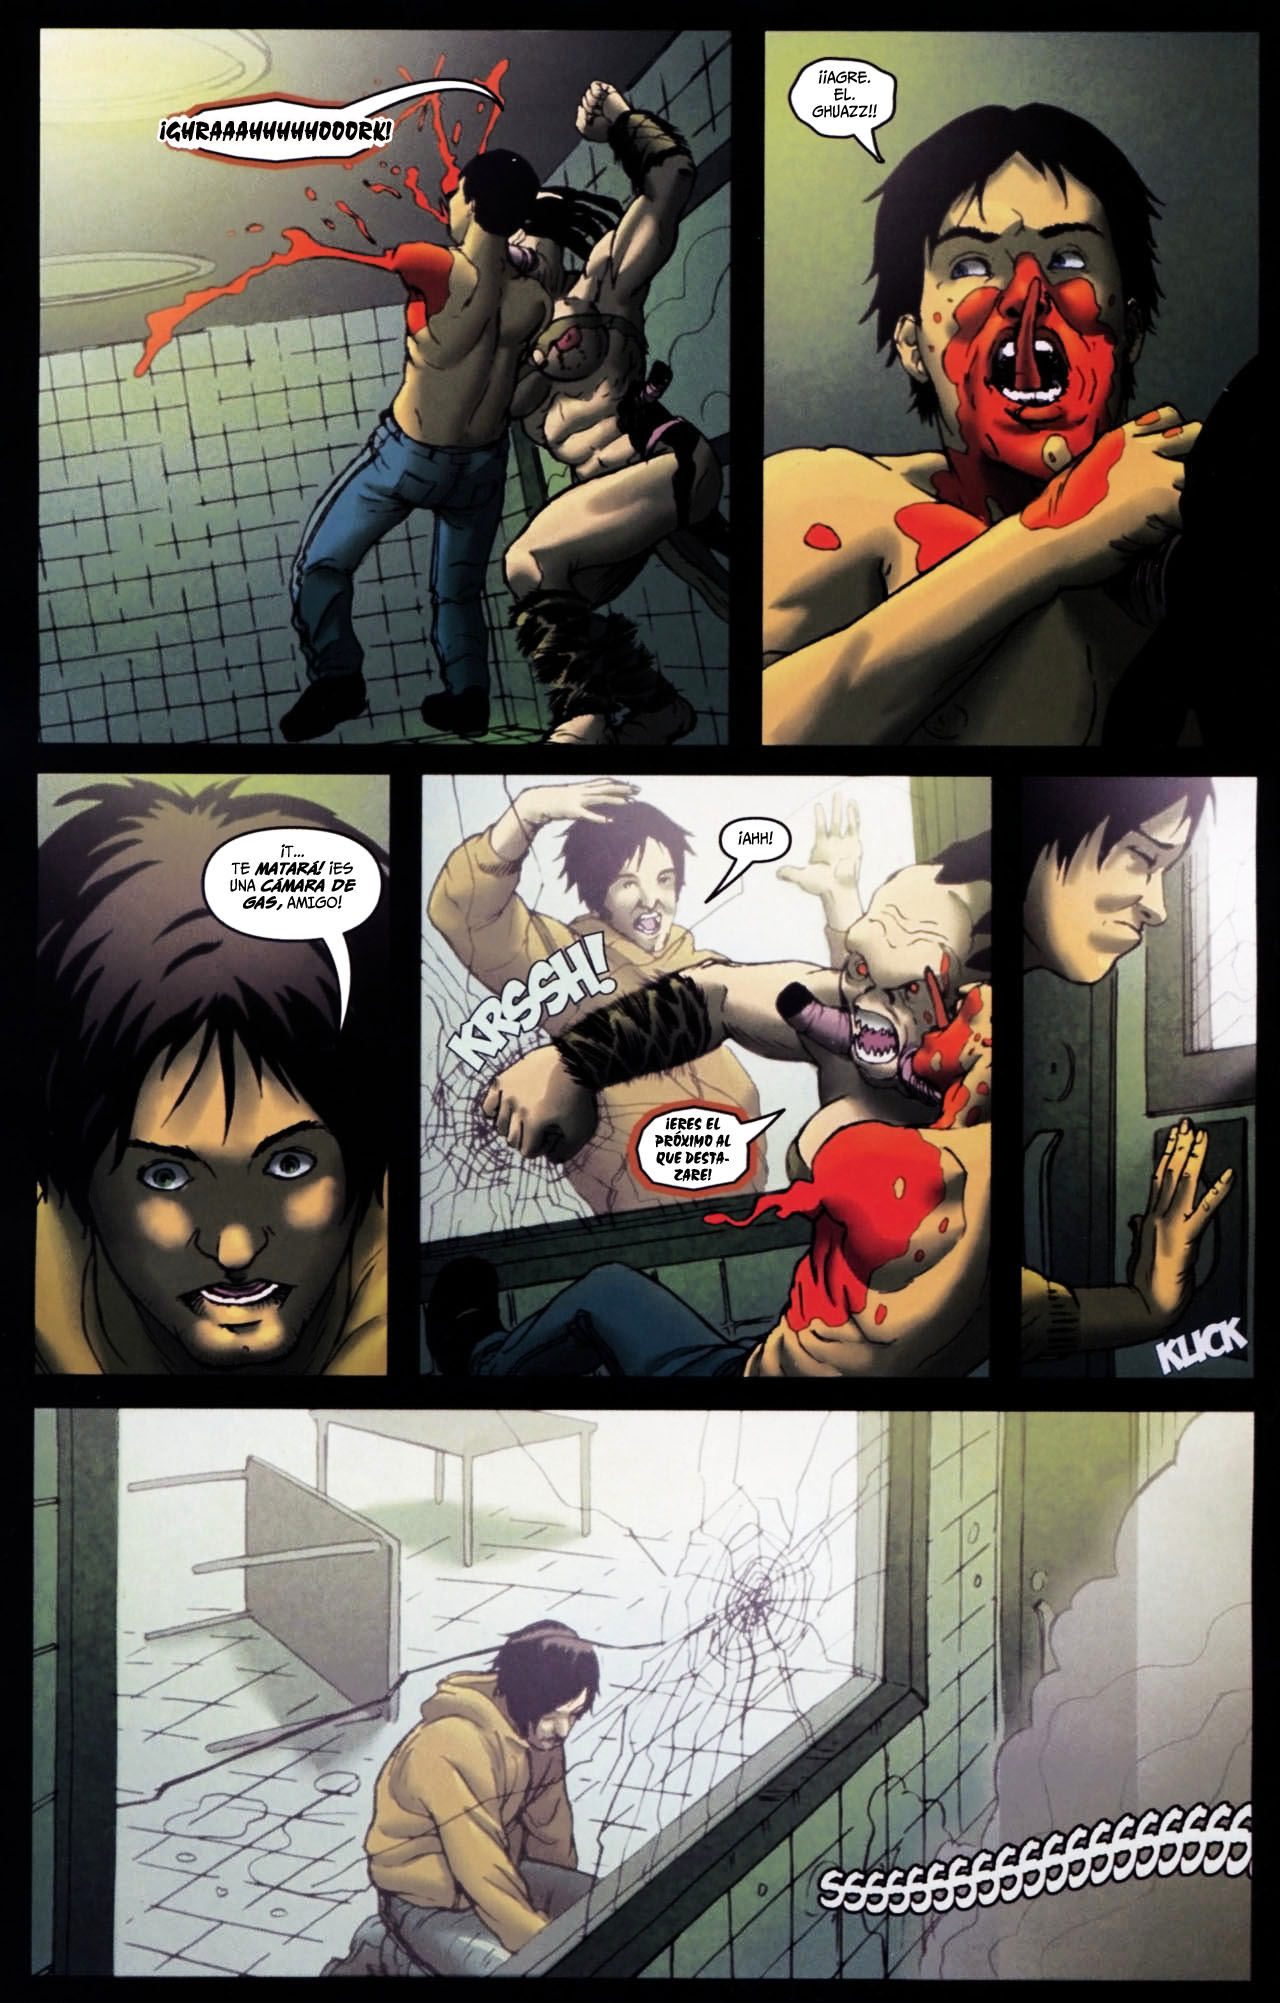 ¡GHRAAAHHHHHOOORK!
¡¡AGRE.
EL.
GHUAZZ!!
¡T...
TE MATARÁ! ¡ES
UNA CÁMARA DE
GAS, AMIGO!
¡AHH!
KRSSH!
¡ERES EL
PRÓXIMO AL
QUE DESTA-
ZARE!
KLICK
SSSSSSSSSSSSSSSSSSSSSS